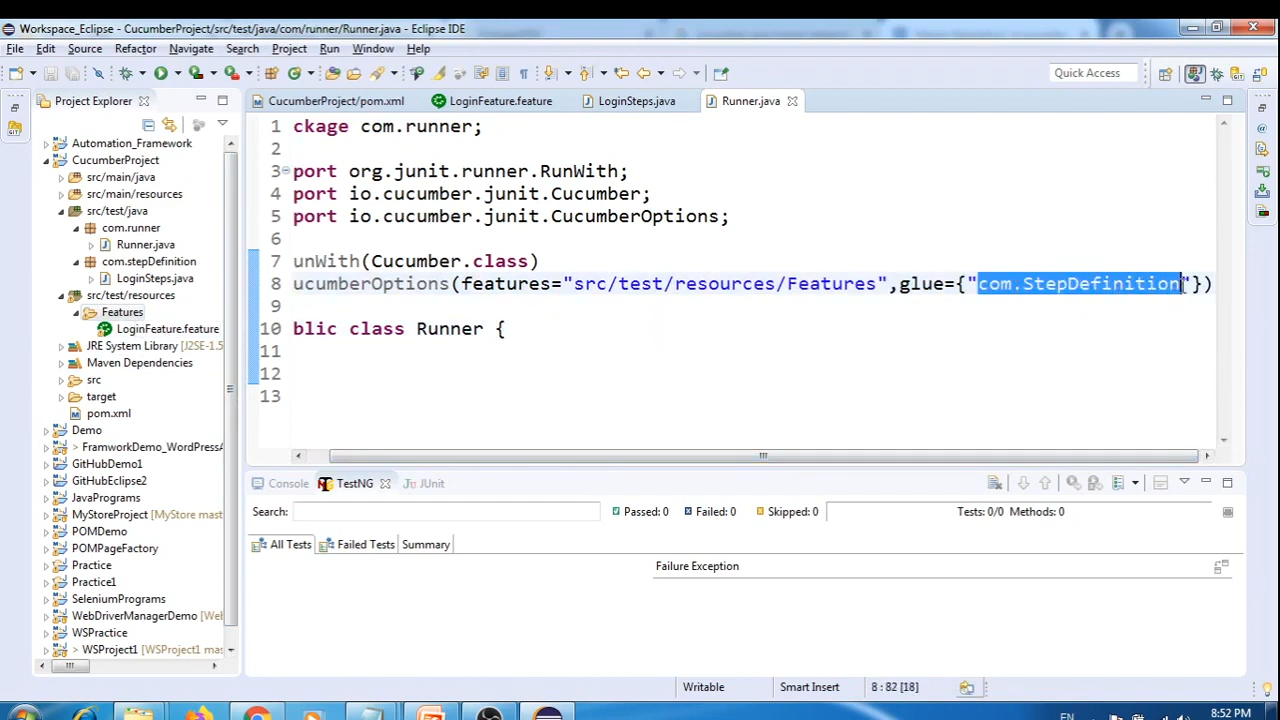 Workspace_Eclipse - CucumberProject/src/test/java/com/runner/Runner.java - Eclipse IDE
File Edit Source Refactor Navigate Search Project Run Window Help
Quick Access
Project Explorer
CucumberProject/pom.xml LoginFeature.feature LoginSteps.java Runner.java
Automation_Framework
CucumberProject
src/main/java
src/main/resources
src/test/java
com.runner
Runner.java
com.stepDefinition
LoginSteps.java
src/test/resources
Features
LoginFeature.feature
JRE System Library [J2SE-1.5
Maven Dependencies
src
target
pom.xml
Demo
> FramworkDemo_WordPressA
GitHubDemo1
GitHubEclipse2
JavaPrograms
MyStoreProject [MyStore mast
POMDemo
POMPageFactory
Practice
Practice1
SeleniumPrograms
WebDriverManagerDemo [We
WSPractice
> WSProject1 [WSProject1 mast
1 ckage com.runner;
2
3 port org.junit.runner.RunWith;
4 port io.cucumber.junit.Cucumber;
5 port io.cucumber.junit.CucumberOptions;
6
7 unWith(Cucumber.class)
8 ucumberOptions(features="src/test/resources/Features",glue={"com.StepDefinition"})
9
10 blic class Runner {
11
12
13
Console TestNG JUnit
Search: Passed: 0 Failed: 0 Skipped: 0 Tests: 0/0 Methods: 0
All Tests Failed Tests Summary
Failure Exception
Writable Smart Insert 8 : 82 [18]
EN 8:52 PM